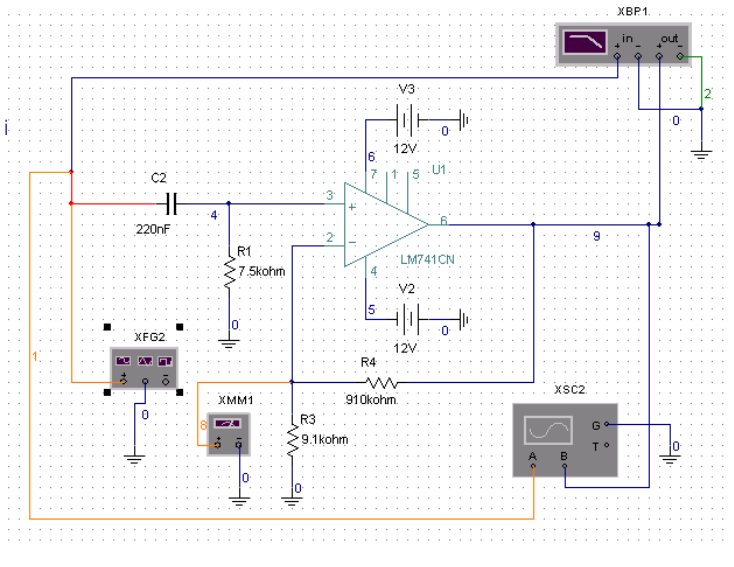 XBP1
in
out
+ - + -
V3
2
i
0
0
6
12V
7 1 5
U1
C2
3
+
4
220nF
6
9
2
-
R1
7.5kohm
LM741CN
4
V2
5
0
0
12V
XFG2
1
R4
+ -
910kohm
XSC2
XMM1
0
8
R3
9.1kohm
G
T
0
+ -
A B
0
0